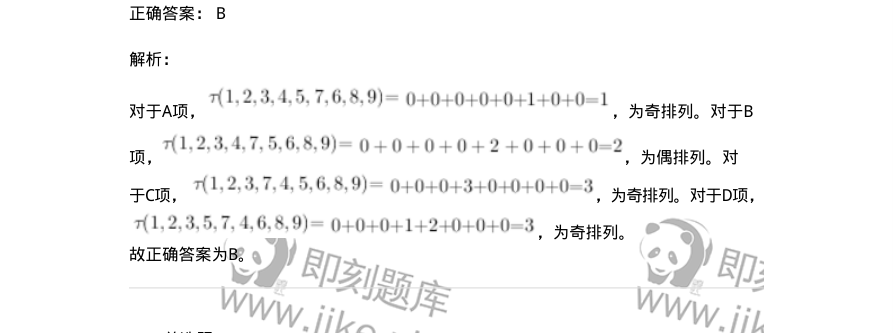 正确答案： B
解析：
对于A项， τ(1,2,3,4,5,7,6,8,9)= 0+0+0+0+0+1+0+0=1 ，为奇排列。对于B
项，τ(1,2,3,4,7,5,6,8,9)= 0+0+0+0+2+0+0+0=2，为偶排列。对
于C项， τ(1,2,3,7,4,5,6,8,9)= 0+0+0+3+0+0+0+0=3，为奇排列。对于D项，
τ(1,2,3,5,7,4,6,8,9)= 0+0+0+1+2+0+0+0=3，为奇排列。
故正确答案为B。
即刻题库
即
www.jike
www.ji